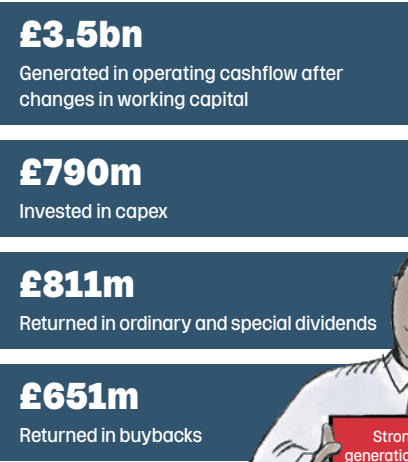 £3.5bn
Generated in operating cashflow after
changes in working capital
£790m
Invested in capex
£811m
Returned in ordinary and special dividends
£651m
Returned in buybacks